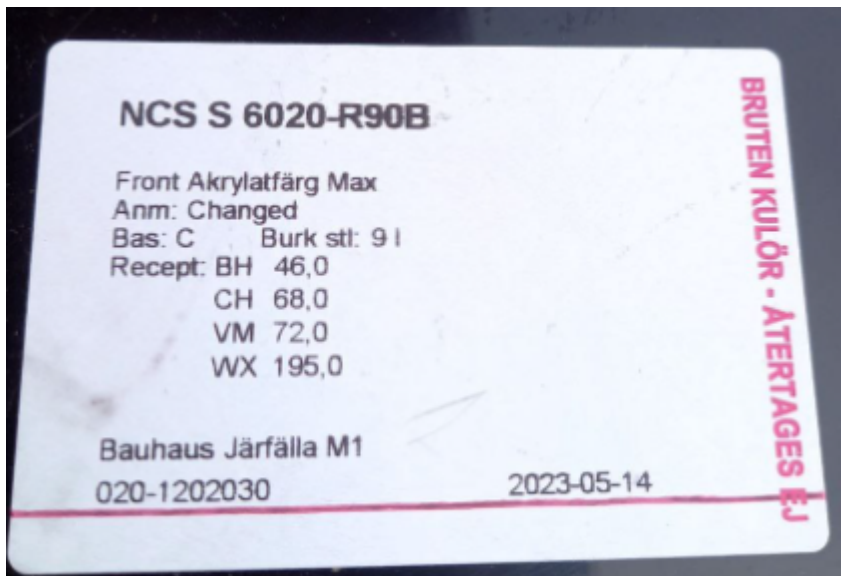 NCS S 6020-R90B
Front Akrylatfärg Max
Anm: Changed
Bas: C Burk stl: 9 l
Recept: BH 46,0
CH 68,0
VM 72,0
WX 195,0
Bauhaus Järfälla M1
020-1202030 2023-05-14
BRUTEN KULÖR - ÅTERTAGES EJ